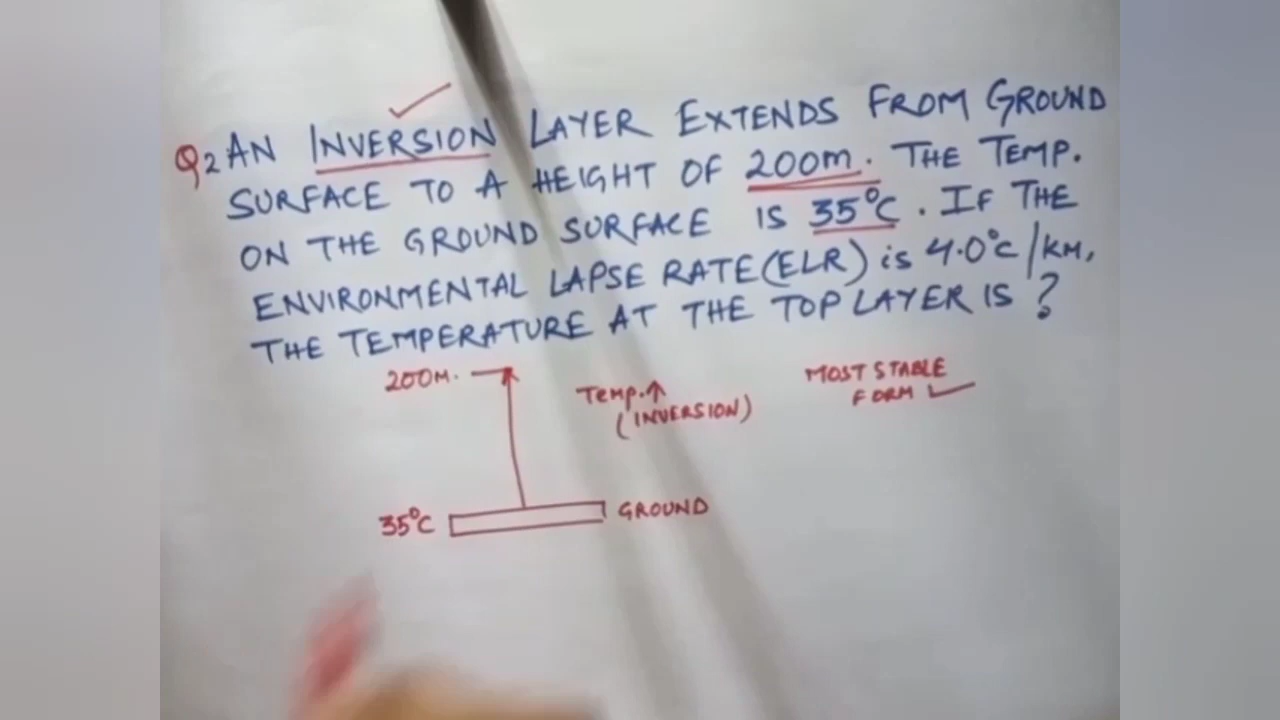 Q2 AN INVERSION LAYER EXTENDS FROM GROUND
SURFACE TO A HEIGHT OF 200m. THE TEMP.
ON THE GROUND SURFACE IS 35°C. IF THE
ENVIRONMENTAL LAPSE RATE(ELR) is 4.0°C/KM,
THE TEMPERATURE AT THE TOP LAYER IS ?
200M.
TEMP.↑
(INVERSION)
MOST STABLE
FORM
35°C
GROUND